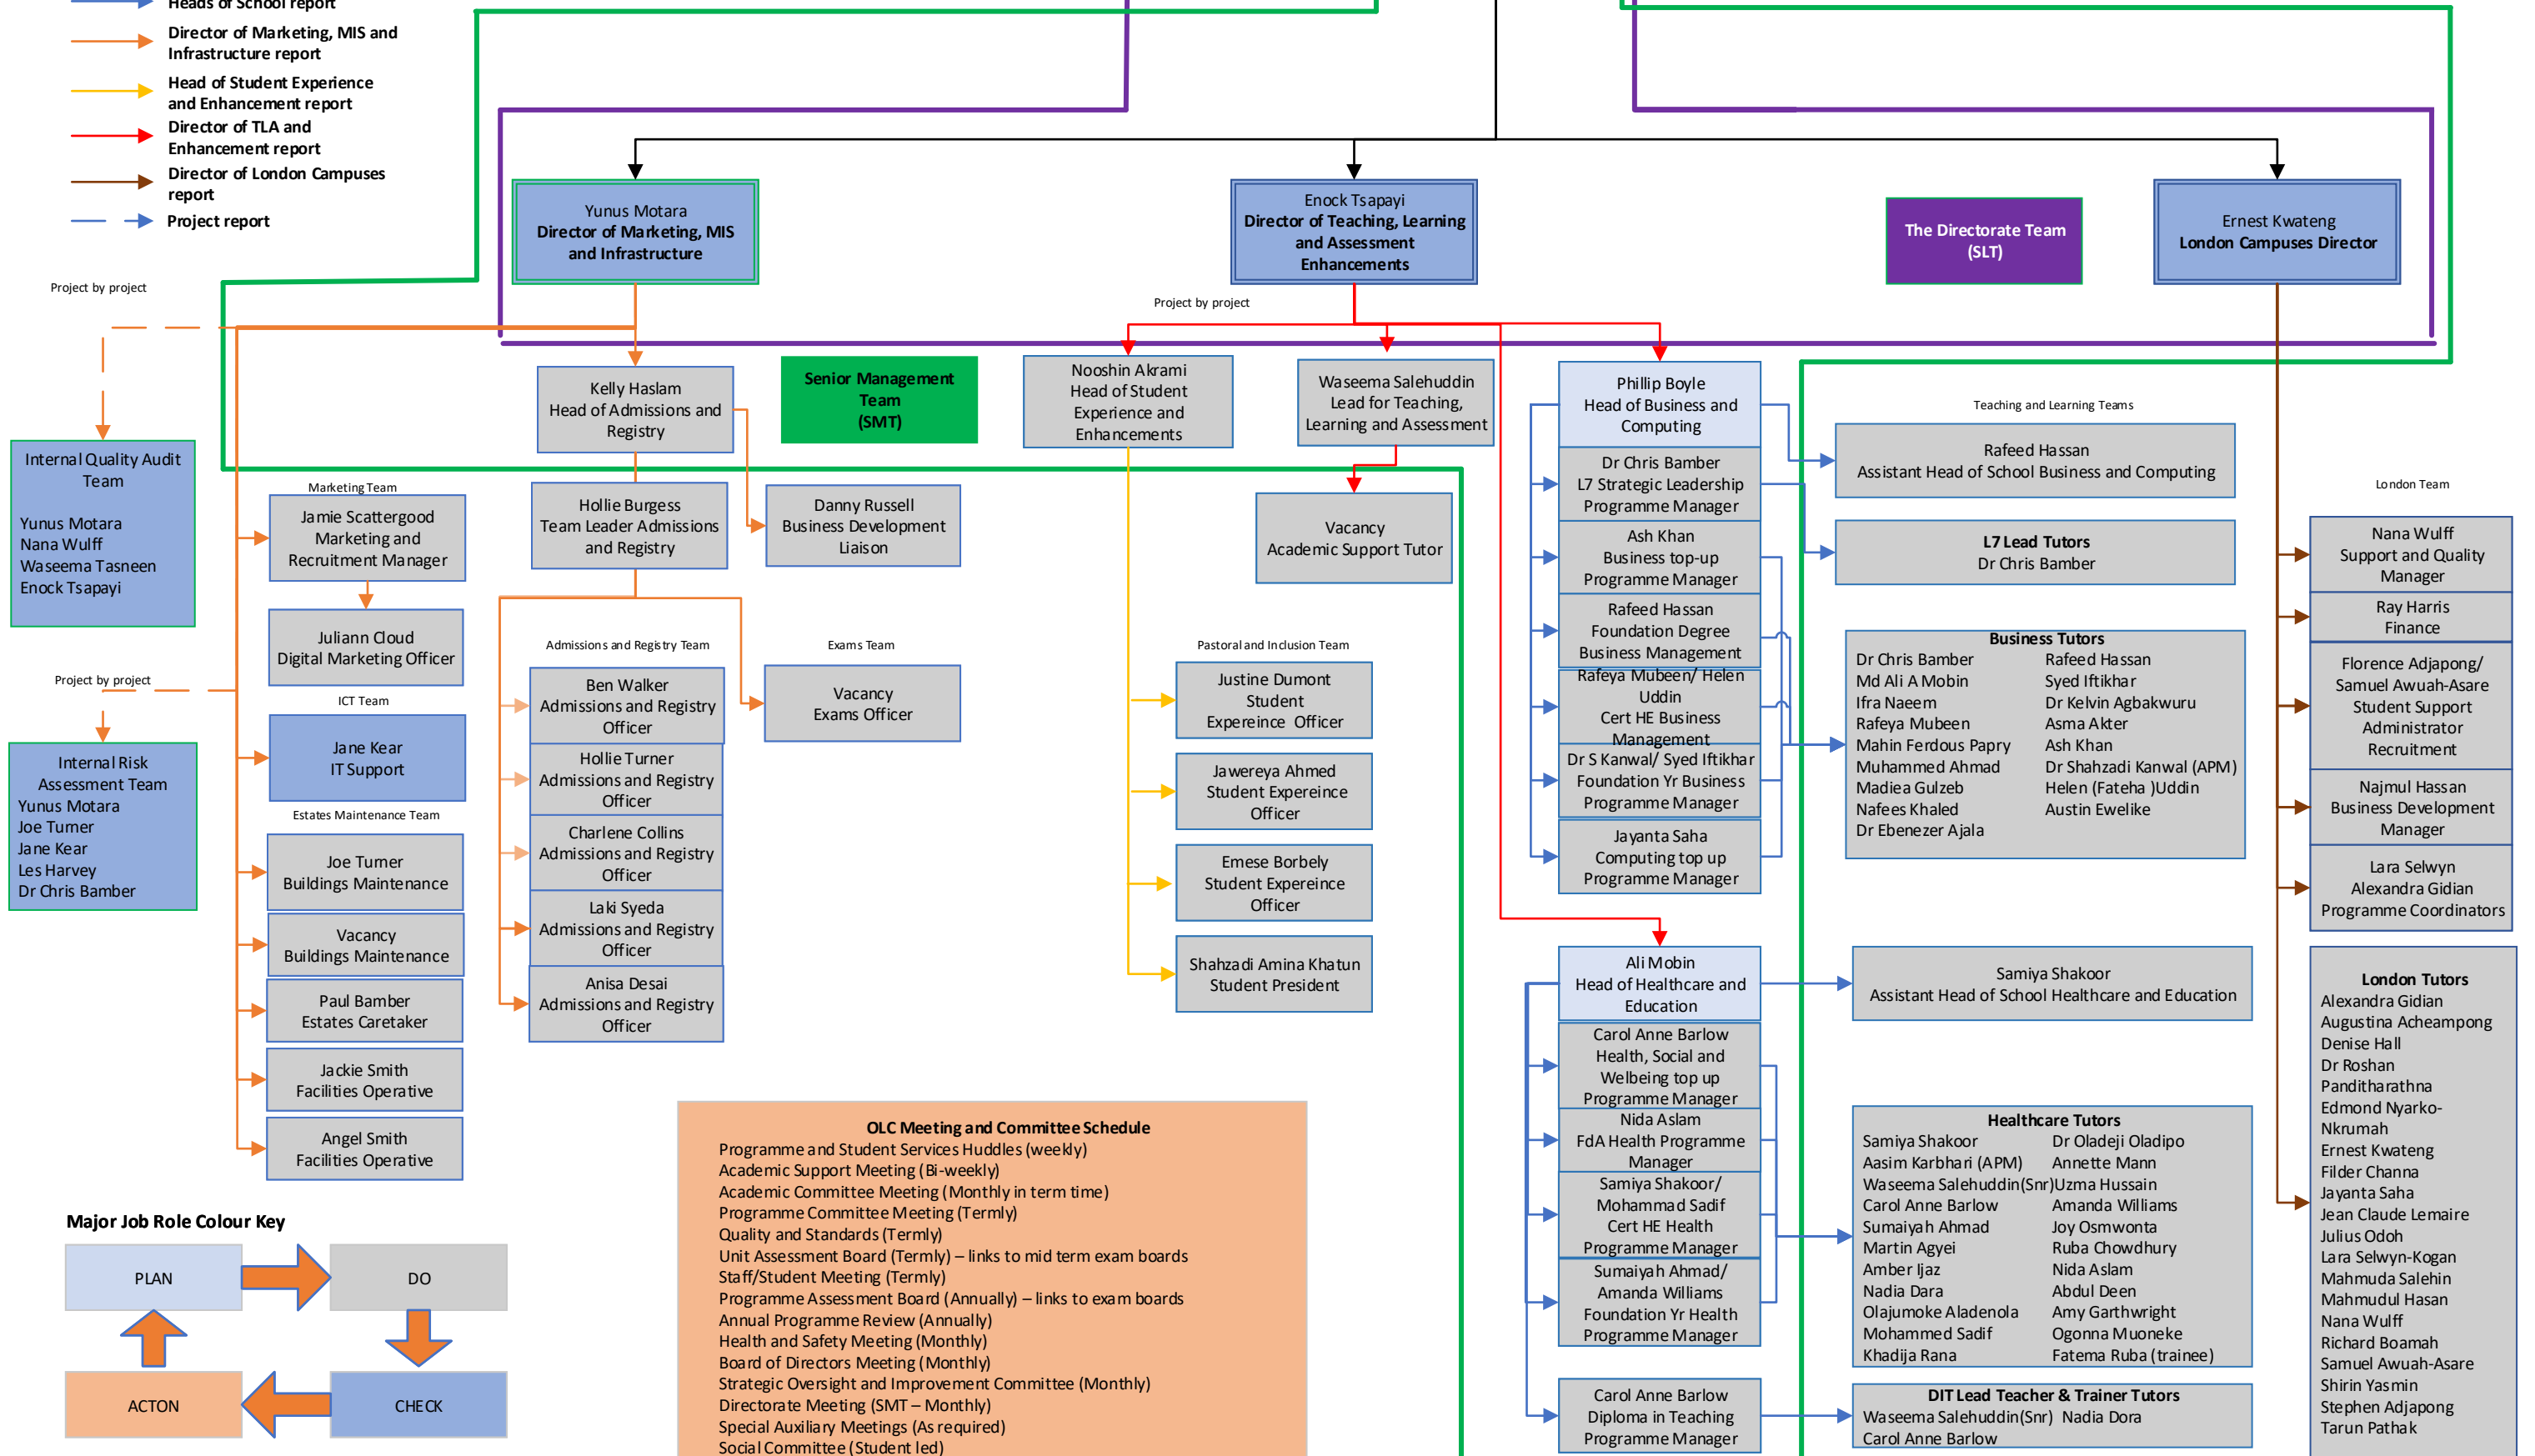 Heads of School report
Director of Marketing, MIS and
Infrastructure report
Head of Student Experience
and Enhancement report
Director of TLA and
Enhancement report
Director of London Campuses
report
Project report
Yunus Motara
Director of Marketing, MIS
and Infrastructure
Enock Tsapayi
Director of Teaching, Learning
and Assessment
Enhancements
The Directorate Team
(SLT)
Ernest Kwateng
London Campuses Director
Project by project
Project by project
Kelly Haslam
Head of Admissions and
Registry
Senior Management
Team
(SMT)
Nooshin Akrami
Head of Student
Experience and
Enhancements
Waseema Salehuddin
Lead for Teaching,
Learning and Assessment
Phillip Boyle
Head of Business and
Computing
Teaching and Learning Teams
Rafeed Hassan
Assistant Head of School Business and Computing
Internal Quality Audit
Team
Yunus Motara
Nana Wulff
Waseema Tasneen
Enock Tsapayi
Marketing Team
Jamie Scattergood
Marketing and
Recruitment Manager
Juliann Cloud
Digital Marketing Officer
Hollie Burgess
Team Leader Admissions
and Registry
Danny Russell
Business Development
Liaison
Vacancy
Academic Support Tutor
Dr Chris Bamber
L7 Strategic Leadership
Programme Manager
Ash Khan
Business top-up
Programme Manager
Rafeed Hassan
Foundation Degree
Business Management
Rafeya Mubeen/ Helen
Uddin
Cert HE Business
Management
Dr S Kanwal/ Syed Iftikhar
Foundation Yr Business
Programme Manager
Jayanta Saha
Computing top up
Programme Manager
L7 Lead Tutors
Dr Chris Bamber
Business Tutors
Dr Chris Bamber Rafeed Hassan
Md Ali A Mobin Syed Iftikhar
Ifra Naeem Dr Kelvin Agbakwuru
Rafeya Mubeen Asma Akter
Mahin Ferdous Papry Ash Khan
Muhammed Ahmad Dr Shahzadi Kanwal (APM)
Madiea Gulzeb Helen (Fateha )Uddin
Nafees Khaled Austin Ewelike
Dr Ebenezer Ajala
London Team
Nana Wulff
Support and Quality
Manager
Ray Harris
Finance
Florence Adjapong/
Samuel Awuah-Asare
Student Support
Administrator
Recruitment
Najmul Hassan
Business Development
Manager
Lara Selwyn
Alexandra Gidian
Programme Coordinators
Project by project
Internal Risk
Assessment Team
Yunus Motara
Joe Turner
Jane Kear
Les Harvey
Dr Chris Bamber
ICT Team
Jane Kear
IT Support
Estates Maintenance Team
Joe Turner
Buildings Maintenance
Vacancy
Buildings Maintenance
Paul Bamber
Estates Caretaker
Jackie Smith
Facilities Operative
Angel Smith
Facilities Operative
Admissions and Registry Team
Ben Walker
Admissions and Registry
Officer
Hollie Turner
Admissions and Registry
Officer
Charlene Collins
Admissions and Registry
Officer
Laki Syeda
Admissions and Registry
Officer
Anisa Desai
Admissions and Registry
Officer
Exams Team
Vacancy
Exams Officer
Pastoral and Inclusion Team
Justine Dumont
Student
Expereince Officer
Jawereya Ahmed
Student Expereince
Officer
Emese Borbely
Student Expereince
Officer
Shahzadi Amina Khatun
Student President
Ali Mobin
Head of Healthcare and
Education
Carol Anne Barlow
Health, Social and
Welbeing top up
Programme Manager
Nida Aslam
FdA Health Programme
Manager
Samiya Shakoor/
Mohammad Sadif
Cert HE Health
Programme Manager
Sumaiyah Ahmad/
Amanda Williams
Foundation Yr Health
Programme Manager
Carol Anne Barlow
Diploma in Teaching
Programme Manager
Samiya Shakoor
Assistant Head of School Healthcare and Education
Healthcare Tutors
Samiya Shakoor Dr Oladeji Oladipo
Aasim Karbhari (APM) Annette Mann
Waseema Salehuddin(Snr)Uzma Hussain
Carol Anne Barlow Amanda Williams
Sumaiyah Ahmad Joy Osmwonta
Martin Agyei Ruba Chowdhury
Amber Ijaz Nida Aslam
Nadia Dara Abdul Deen
Olajumoke Aladenola Amy Garthwright
Mohammed Sadif Ogonna Muoneke
Khadija Rana Fatema Ruba (trainee)
DIT Lead Teacher & Trainer Tutors
Waseema Salehuddin(Snr) Nadia Dora
Carol Anne Barlow
London Tutors
Alexandra Gidian
Augustina Acheampong
Denise Hall
Dr Roshan
Panditharathna
Edmond Nyarko-
Nkrumah
Ernest Kwateng
Filder Channa
Jayanta Saha
Jean Claude Lemaire
Julius Odoh
Lara Selwyn-Kogan
Mahmuda Salehin
Mahmudul Hasan
Nana Wulff
Richard Boamah
Samuel Awuah-Asare
Shirin Yasmin
Stephen Adjapong
Tarun Pathak
OLC Meeting and Committee Schedule
Programme and Student Services Huddles (weekly)
Academic Support Meeting (Bi-weekly)
Academic Committee Meeting (Monthly in term time)
Programme Committee Meeting (Termly)
Quality and Standards (Termly)
Unit Assessment Board (Termly) – links to mid term exam boards
Staff/Student Meeting (Termly)
Programme Assessment Board (Annually) – links to exam boards
Annual Programme Review (Annually)
Health and Safety Meeting (Monthly)
Board of Directors Meeting (Monthly)
Strategic Oversight and Improvement Committee (Monthly)
Directorate Meeting (SMT – Monthly)
Special Auxiliary Meetings (As required)
Social Committee (Student led)
Major Job Role Colour Key
PLAN
DO
ACTON
CHECK